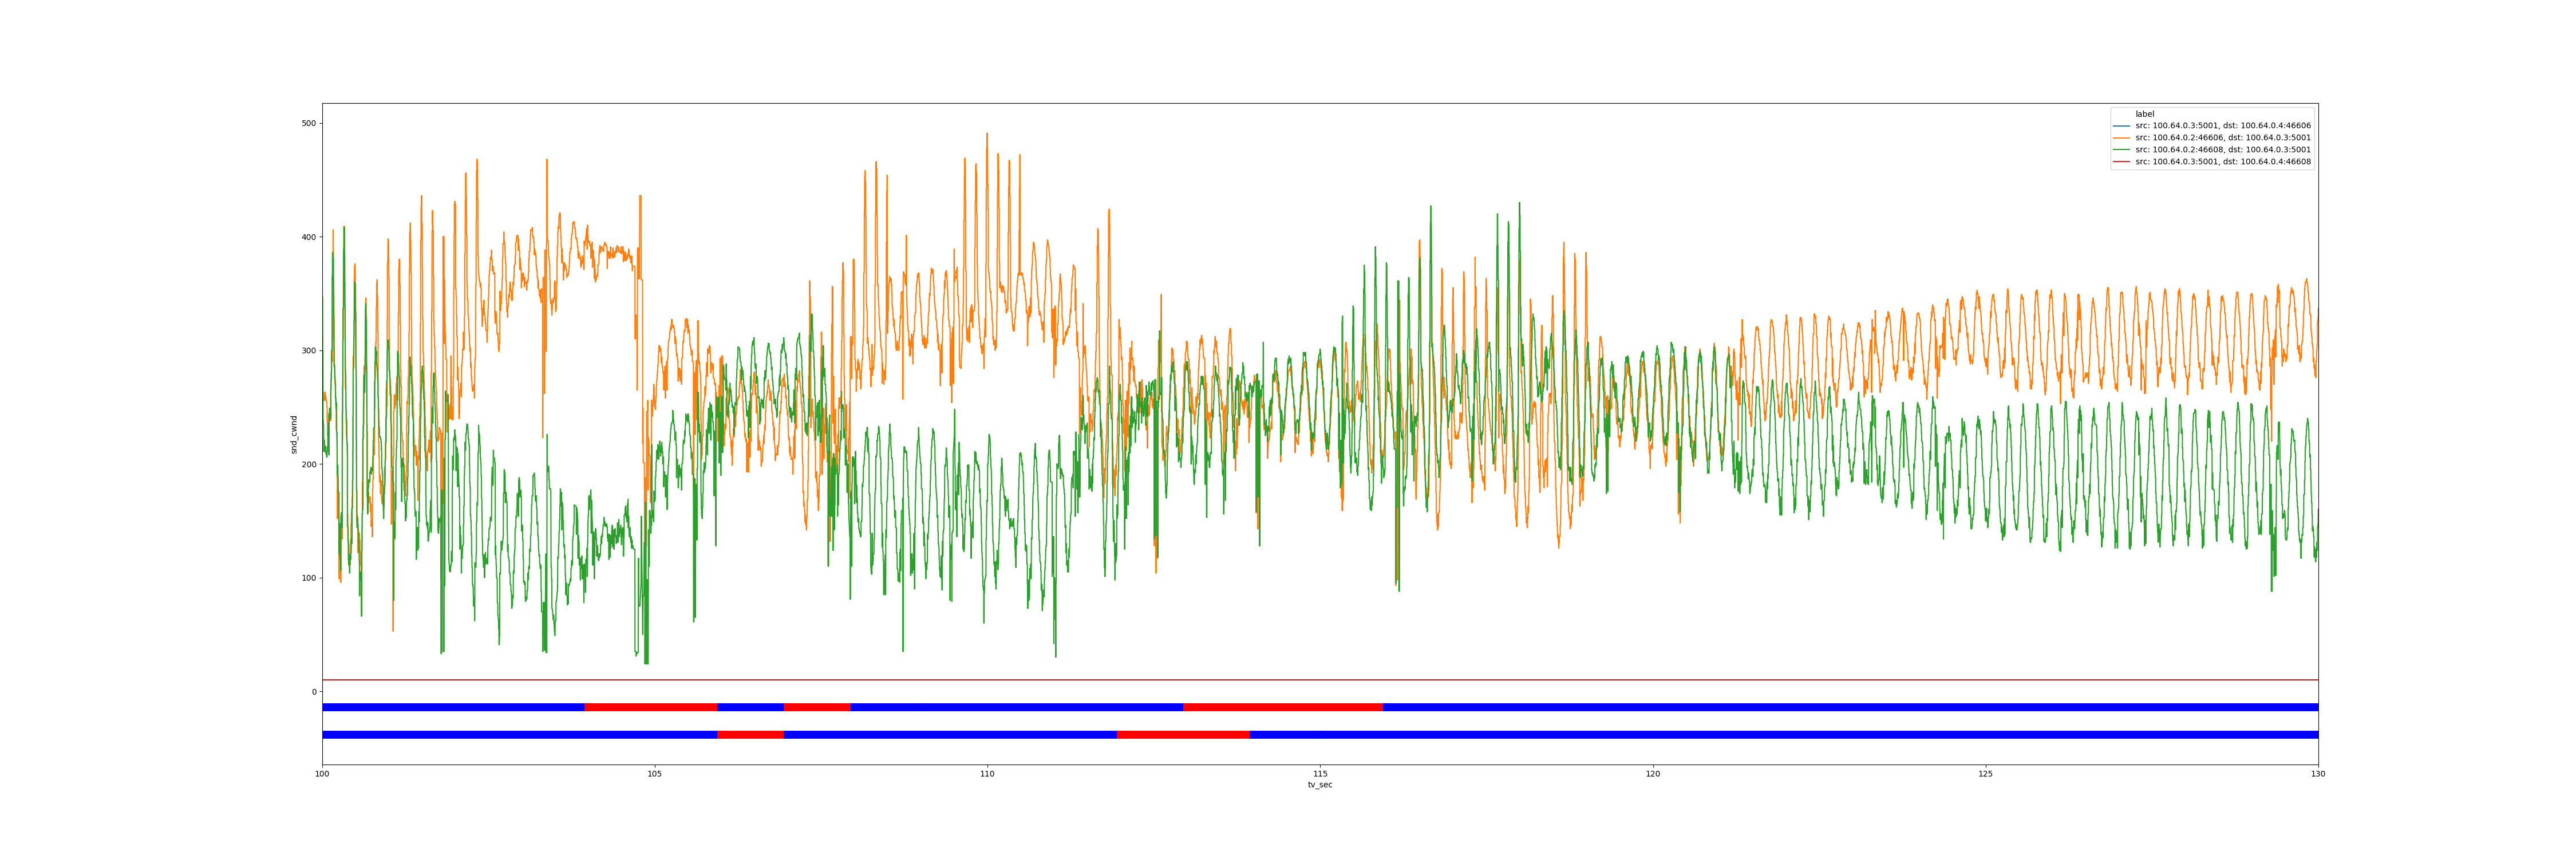 500
400
300
200
100
0
snd_cwnd
100
105
110
115
120
125
130
tv_sec
label
src: 100.64.0.3:5001, dst: 100.64.0.4:46606
src: 100.64.0.2:46606, dst: 100.64.0.3:5001
src: 100.64.0.2:46608, dst: 100.64.0.3:5001
src: 100.64.0.3:5001, dst: 100.64.0.4:46608